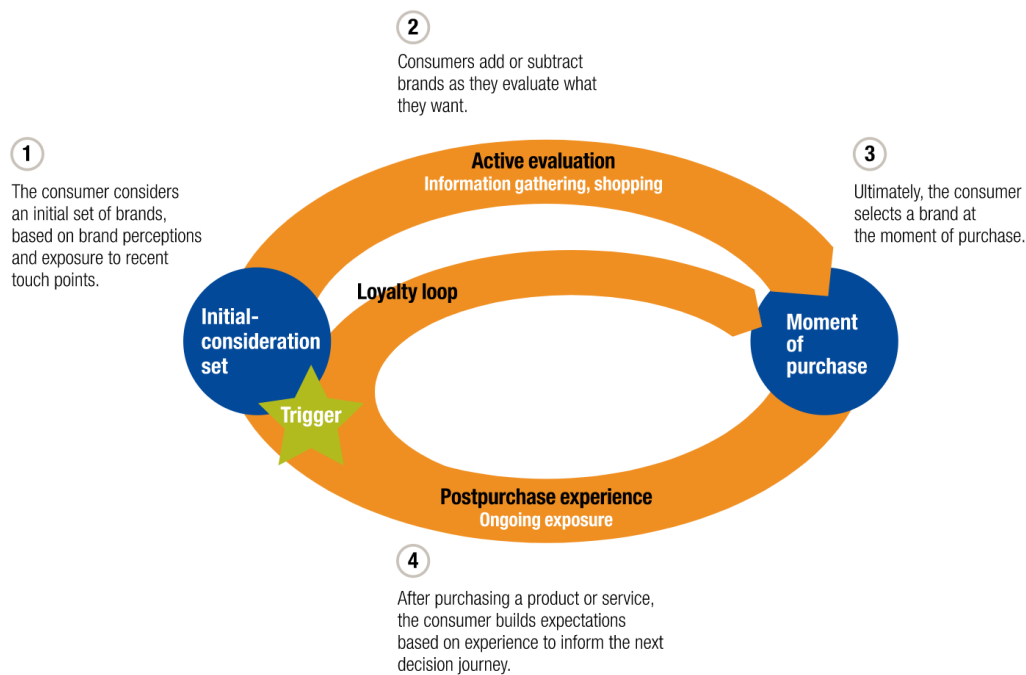 1
The consumer considers
an initial set of brands,
based on brand perceptions
and exposure to recent
touch points.
2
Consumers add or subtract
brands as they evaluate what
they want.
3
Ultimately, the consumer
selects a brand at
the moment of purchase.
Active evaluation
Information gathering, shopping
Loyalty loop
Initial-
consideration
set
Trigger
Moment
of
purchase
Postpurchase experience
Ongoing exposure
4
After purchasing a product or service,
the consumer builds expectations
based on experience to inform the next
decision journey.